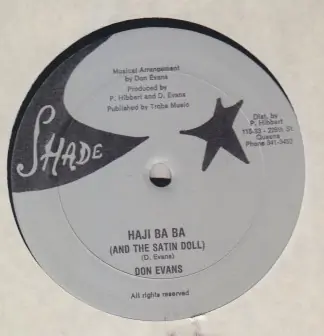 Musical Arrangement
by Don Evans
Produced by
P. Hibbert and D. Evans
Published by Troba Music
SHADE
Dist. by
P. Hibbert
Queens
HAJI BA BA
(AND THE SATIN DOLL)
(D. Evans)
DON EVANS
All rights reserved